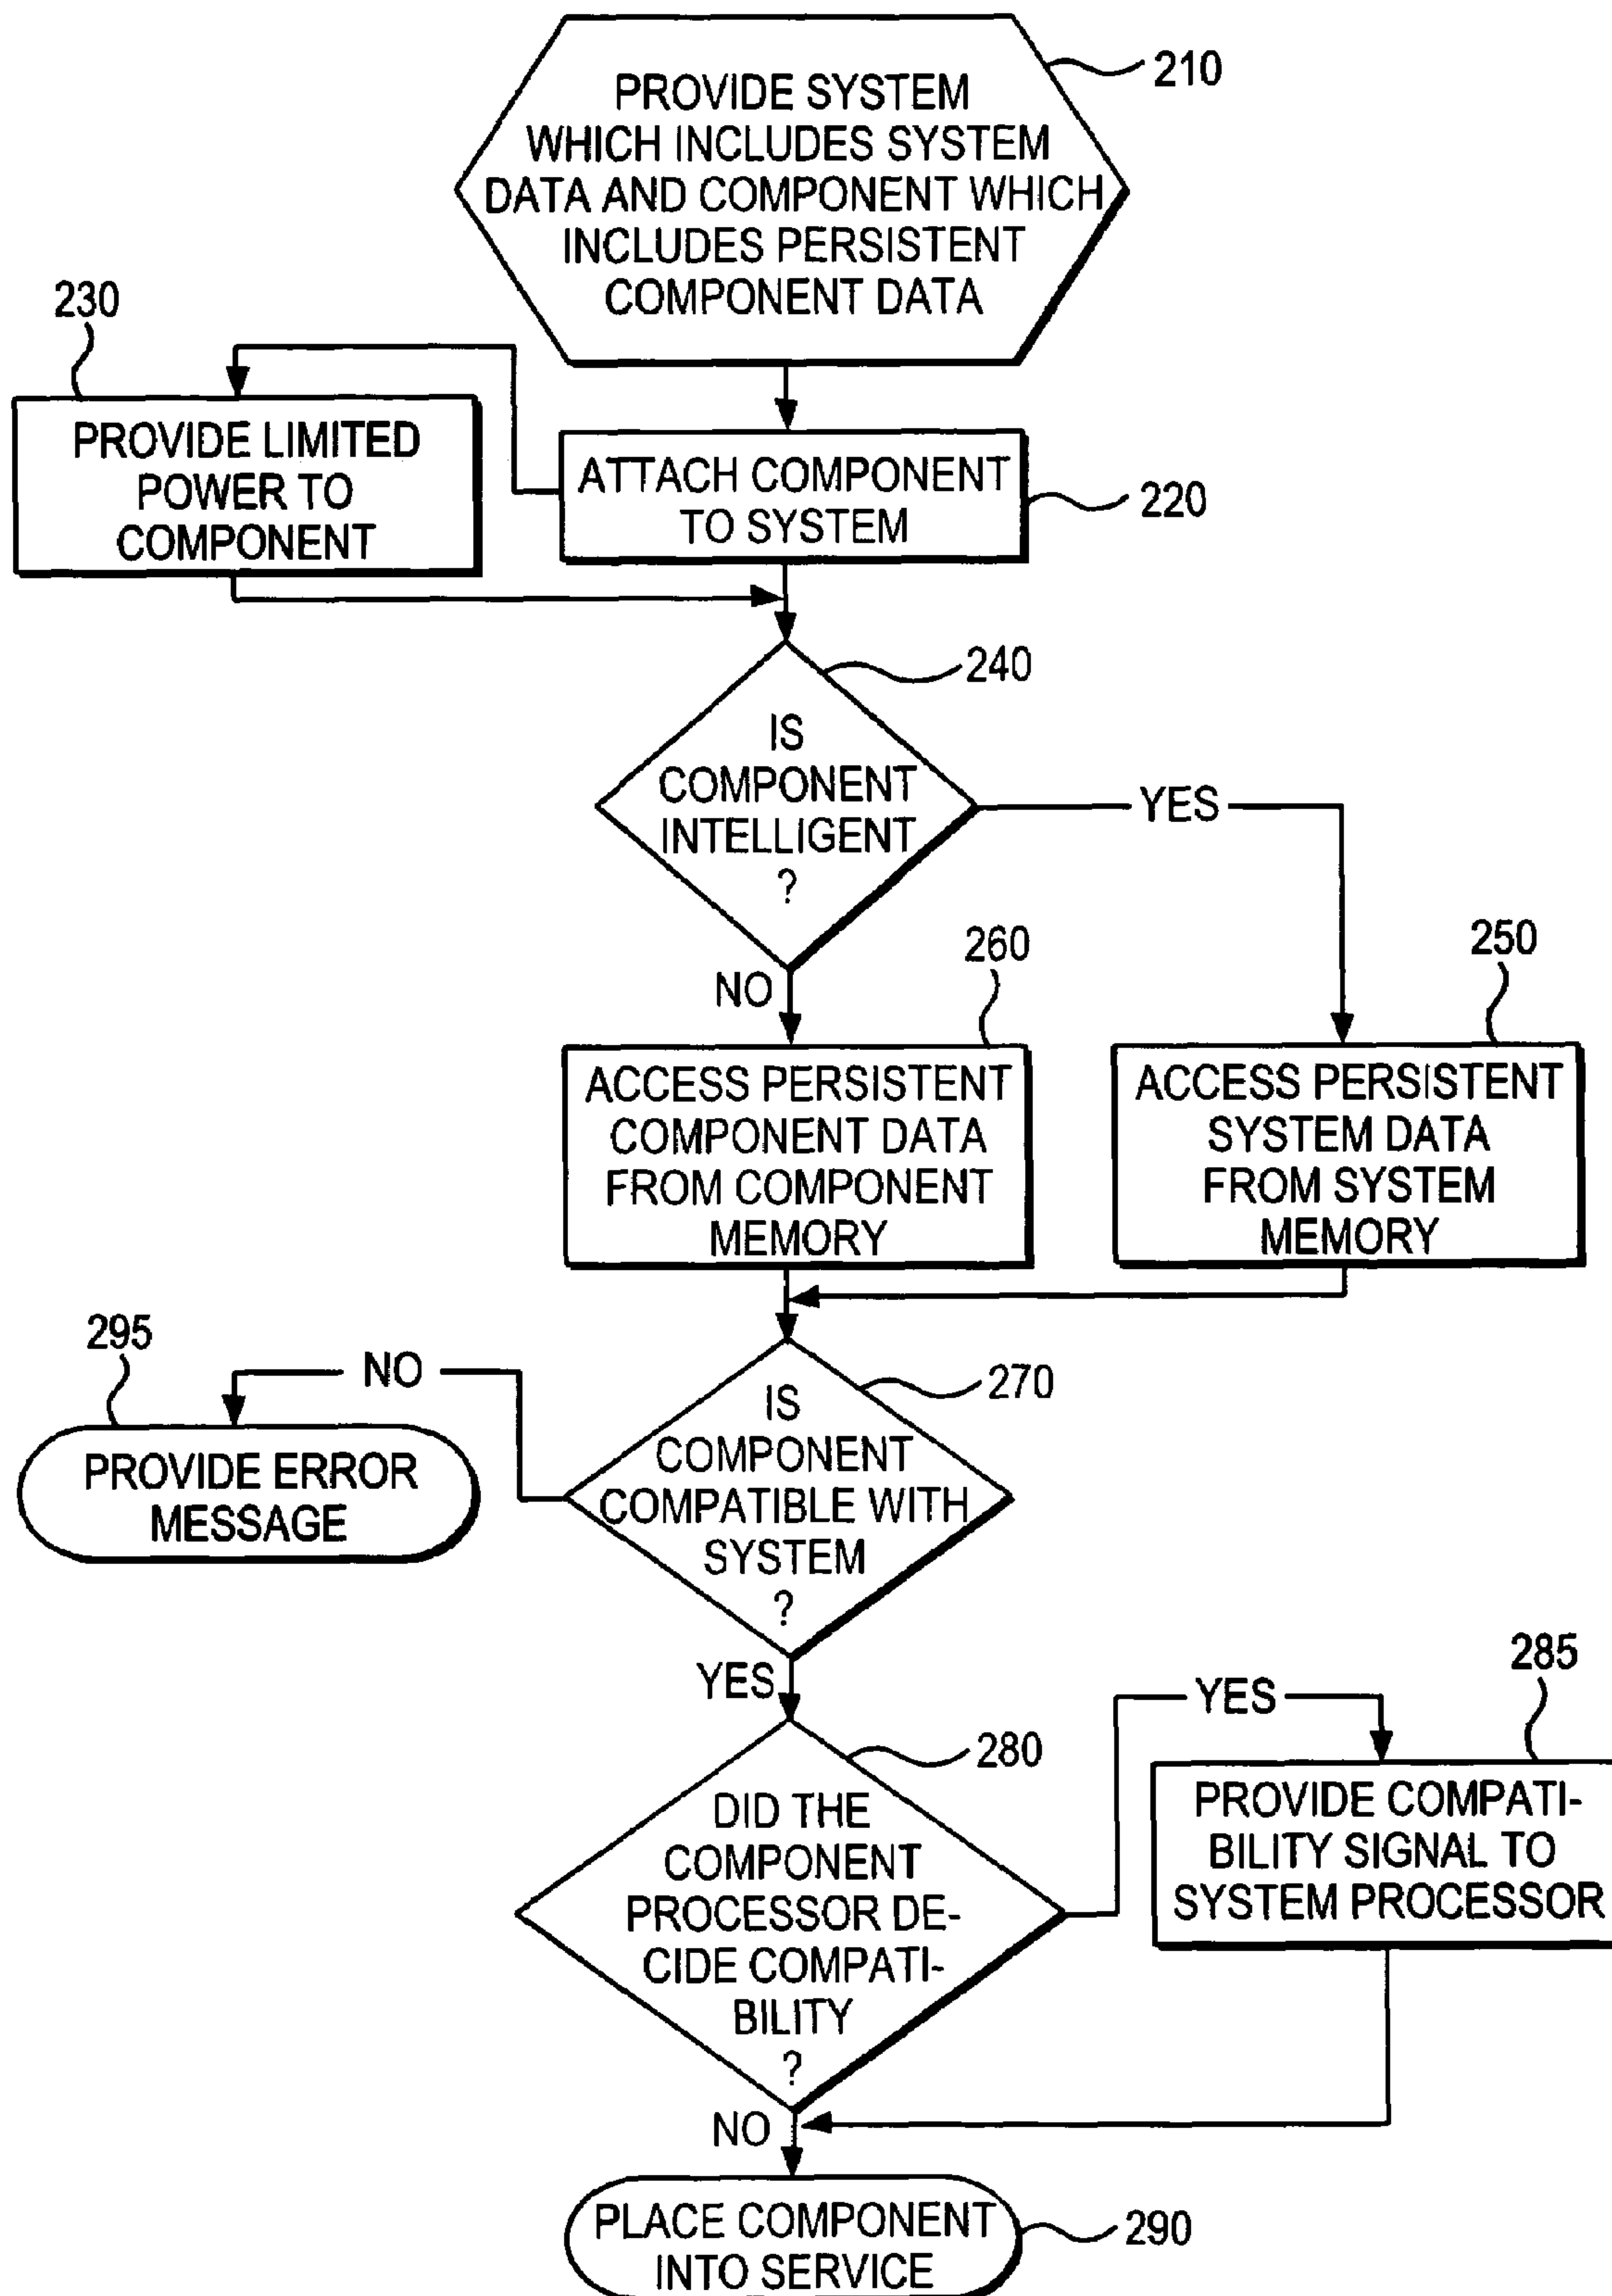 PROVIDE SYSTEM
WHICH INCLUDES SYSTEM
DATA AND COMPONENT WHICH
INCLUDES PERSISTENT
COMPONENT DATA
210
230
PROVIDE LIMITED
POWER TO
COMPONENT
ATTACH COMPONENT
TO SYSTEM
220
240
IS
COMPONENT
INTELLIGENT
?
YES
NO
260
250
ACCESS PERSISTENT
COMPONENT DATA
FROM COMPONENT
MEMORY
ACCESS PERSISTENT
SYSTEM DATA
FROM SYSTEM
MEMORY
295
NO
PROVIDE ERROR
MESSAGE
270
IS
COMPONENT
COMPATIBLE WITH
SYSTEM
?
YES
280
DID THE
COMPONENT
PROCESSOR DE-
CIDE COMPATI-
BILITY
?
YES
285
PROVIDE COMPATI-
BILITY SIGNAL TO
SYSTEM PROCESSOR
NO
PLACE COMPONENT
INTO SERVICE
290